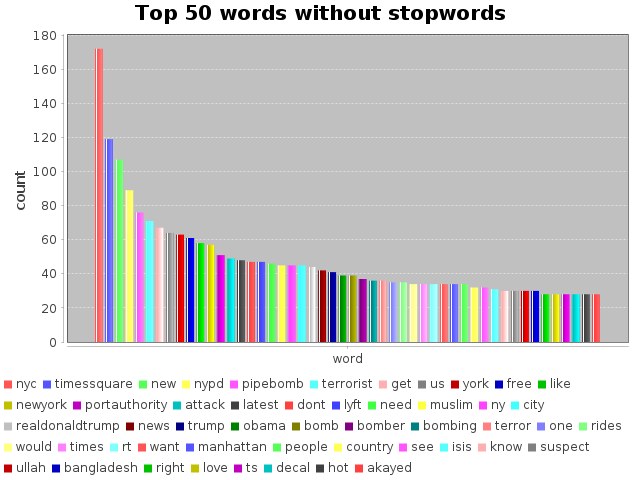 Top 50 words without stopwords
180
160
140
120
100
80
60
40
20
0
count
word
nyc timessquare new nypd pipebomb terrorist get us york free like
newyork portauthority attack latest dont lyft need muslim ny city
realdonaldtrump news trump obama bomb bomber bombing terror one rides
would times rt want manhattan people country see isis know suspect
ullah bangladesh right love ts decal hot akayed